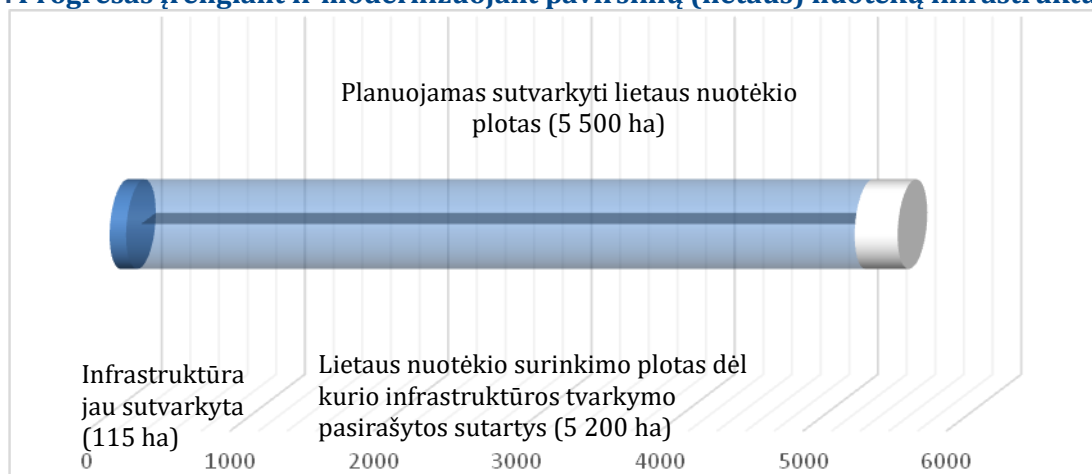 Progresas įrengiant ir modernizuojant paviršinių (lietaus) nuotekų
Planuojamas sutvarkyti lietaus nuotėkio
plotas (5 500 ha)
Infrastruktūra
jau sutvarkyta
(115 ha)
Lietaus nuotėkio surinkimo plotas dėl
kurio infrastruktūros tvarkymo
pasirašytos sutartys (5 200 ha)
0 1000 2000 3000 4000 5000 6000